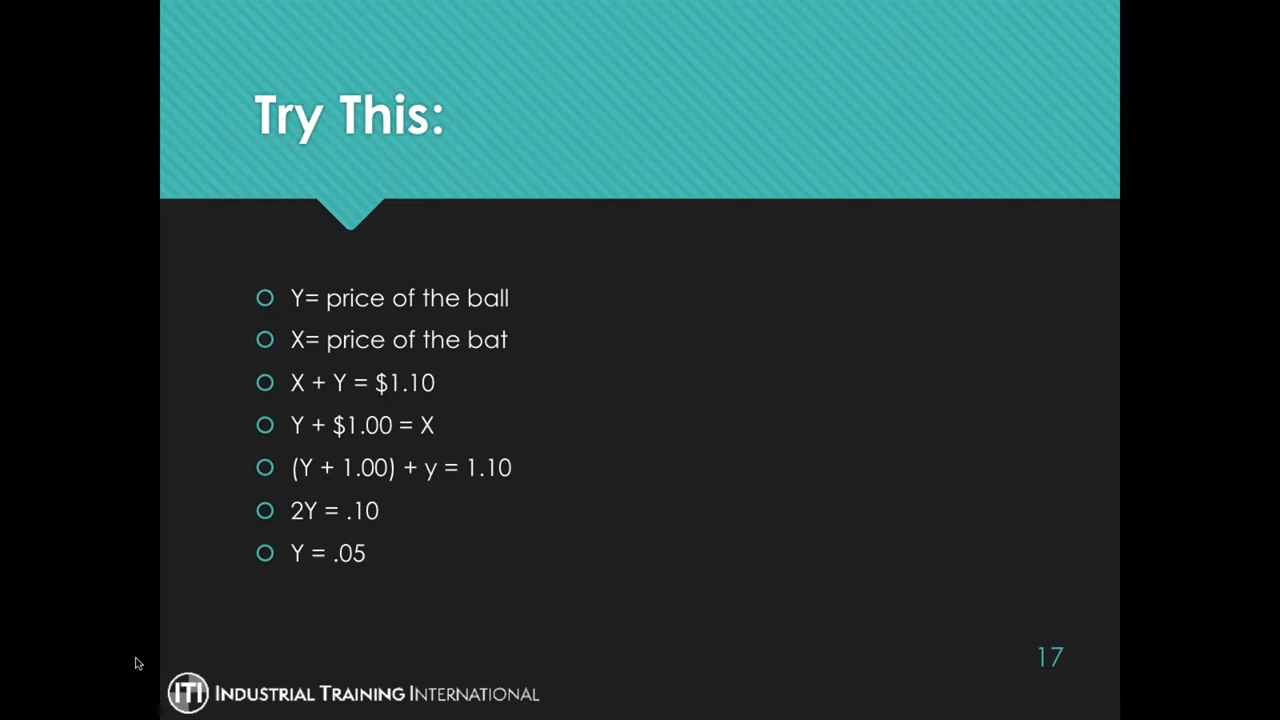 Try This:
Y= price of the ball
X= price of the bat
X + Y = $1.10
Y + $1.00 = X
(Y + 1.00) + y = 1.10
2Y = .10
Y = .05
17
ITI INDUSTRIAL TRAINING INTERNATIONAL